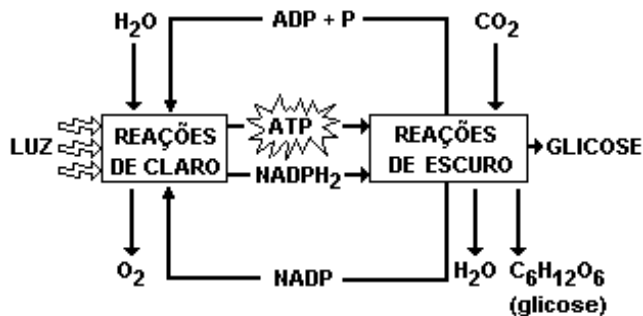 H₂O
ADP + P
CO₂
LUZ
REAÇÕES
DE CLARO
ATP
NADPH₂
REAÇÕES
DE ESCURO
GLICOSE
O₂
NADP
H₂O
C₆H₁₂O₆
(glicose)